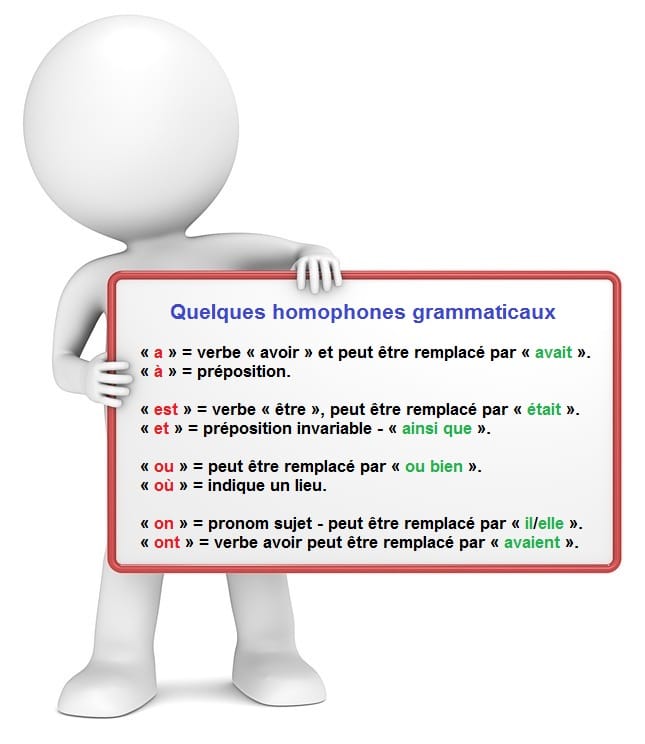 Quelques homophones grammaticaux
« a » = verbe « avoir » et peut être remplacé par « avait ».
« à » = préposition.
« est » = verbe « être », peut être remplacé par « était ».
« et » = préposition invariable - « ainsi que ».
« ou » = peut être remplacé par « ou bien ».
« où » = indique un lieu.
« on » = pronom sujet - peut être remplacé par « il/elle ».
« ont » = verbe avoir peut être remplacé par « avaient ».